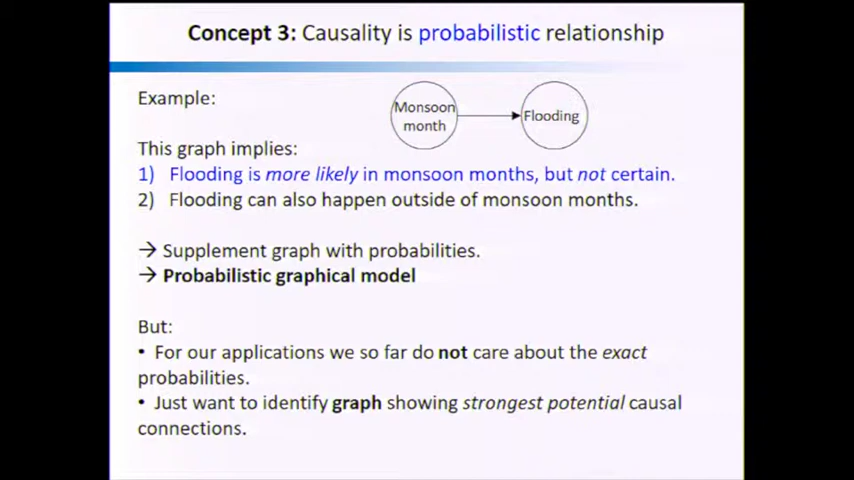 Concept 3: Causality is probabilistic relationship
Example:
Monsoon
month
Flooding
This graph implies:
1) Flooding is more likely in monsoon months, but not certain.
2) Flooding can also happen outside of monsoon months.
→ Supplement graph with probabilities.
→ Probabilistic graphical model
But:
• For our applications we so far do not care about the exact
probabilities.
• Just want to identify graph showing strongest potential causal
connections.